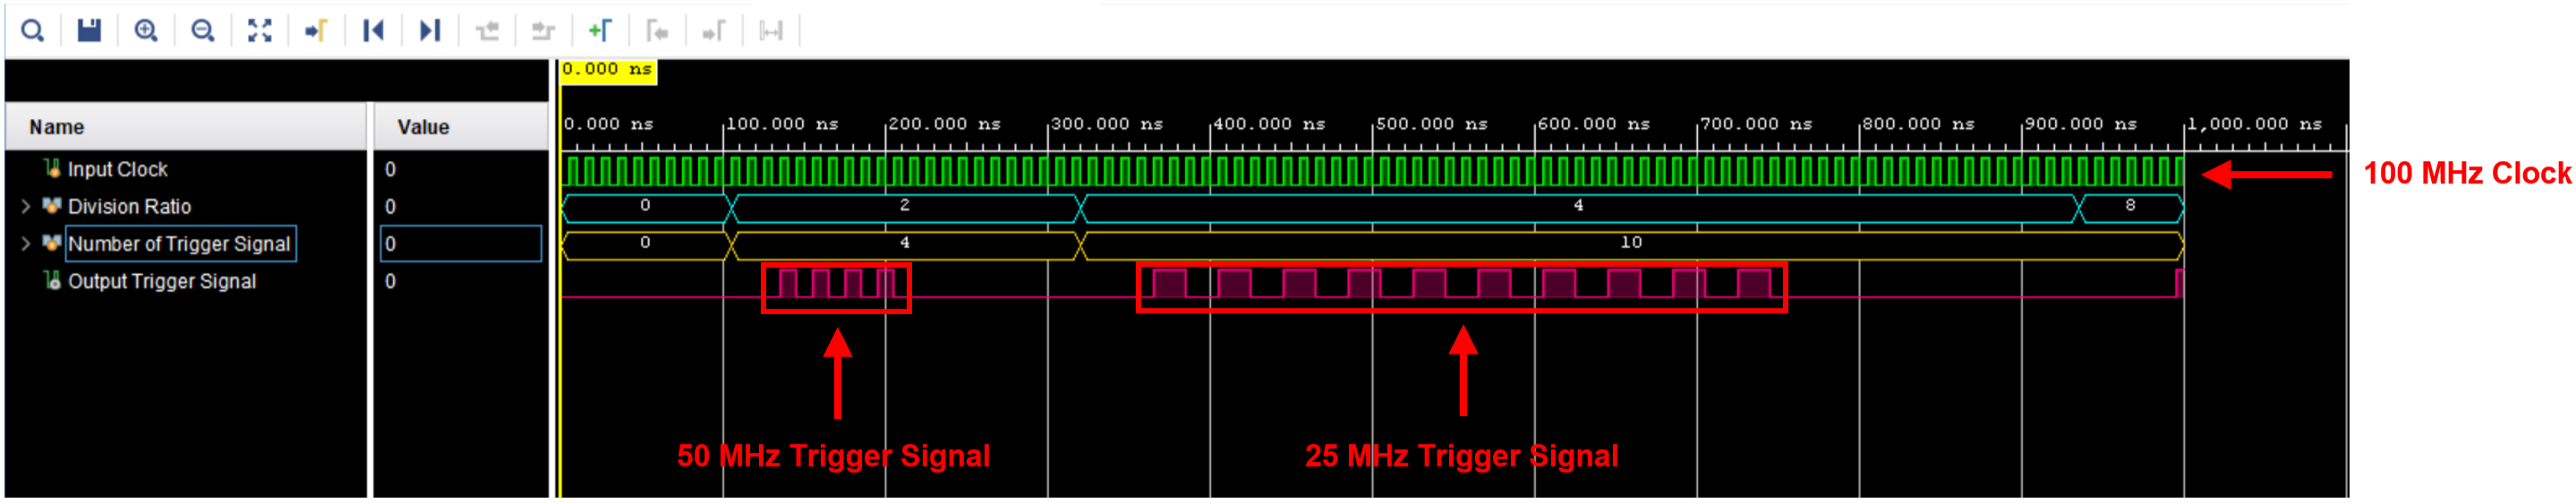 0.000 ns
Name Value
0.000 ns 100.000 ns 200.000 ns 300.000 ns 400.000 ns 500.000 ns 600.000 ns 700.000 ns 800.000 ns 900.000 ns 1,000.000 ns
Input Clock 0 100 MHz Clock
Division Ratio 0 0 2 4 8
Number of Trigger Signal 0 0 4 10
Output Trigger Signal 0
50 MHz Trigger Signal 25 MHz Trigger Signal